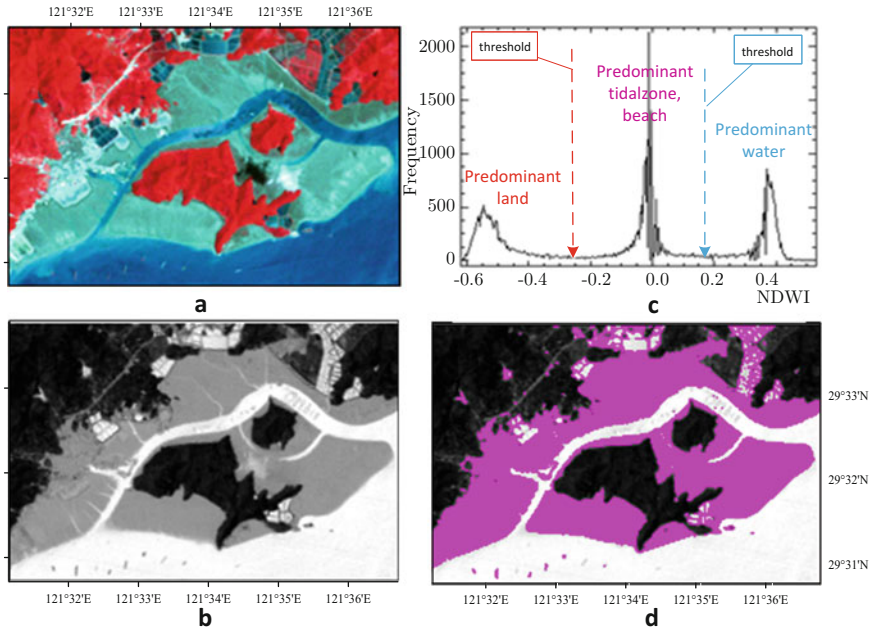 121°32'E 121°33'E 121°34'E 121°35'E 121°36'E
a
2000
1500
1000
500
0
Frequency
threshold
threshold
Predominant
tidalzone,
beach
Predominant
water
Predominant
land
-0.6 -0.4 -0.2 0.0 0.2 0.4
NDWI
c
121°32'E 121°33'E 121°34'E 121°35'E 121°36'E
b
29°33'N
29°32'N
29°31'N
121°32'E 121°33'E 121°34'E 121°35'E 121°36'E
d